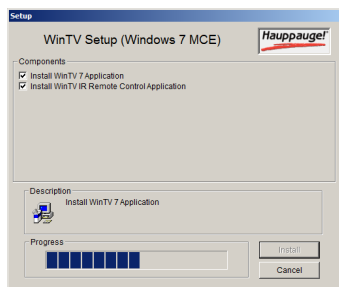 Setup
WinTV Setup (Windows 7 MCE)
Hauppauge!
Components
Install WinTV 7 Application
Install WinTV IR Remote Control Application
Description
Install WinTV 7 Application
Progress
Install
Cancel